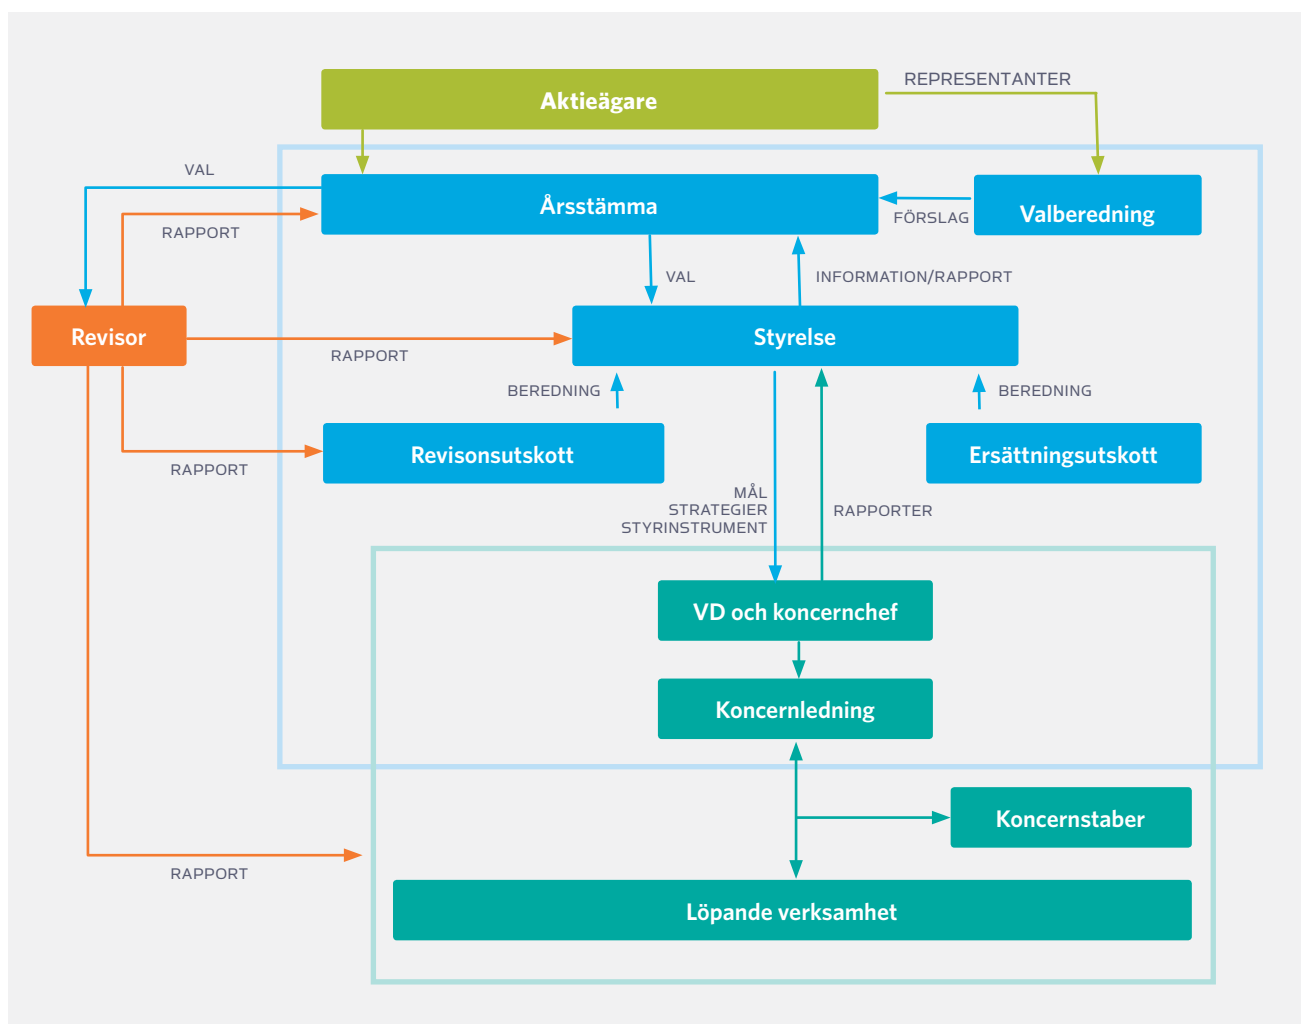 REPRESENTANTER
Aktieägare
VAL
Årsstämma
Valberedning
FÖRSLAG
RAPPORT
VAL
INFORMATION/RAPPORT
Revisor
Styrelse
RAPPORT
BEREDNING
BEREDNING
Revisonsutskott
Ersättningsutskott
RAPPORT
MÅL
STRATEGIER
STYRINSTRUMENT
RAPPORTER
VD och koncernchef
Koncernledning
Koncernstaber
RAPPORT
Löpande verksamhet